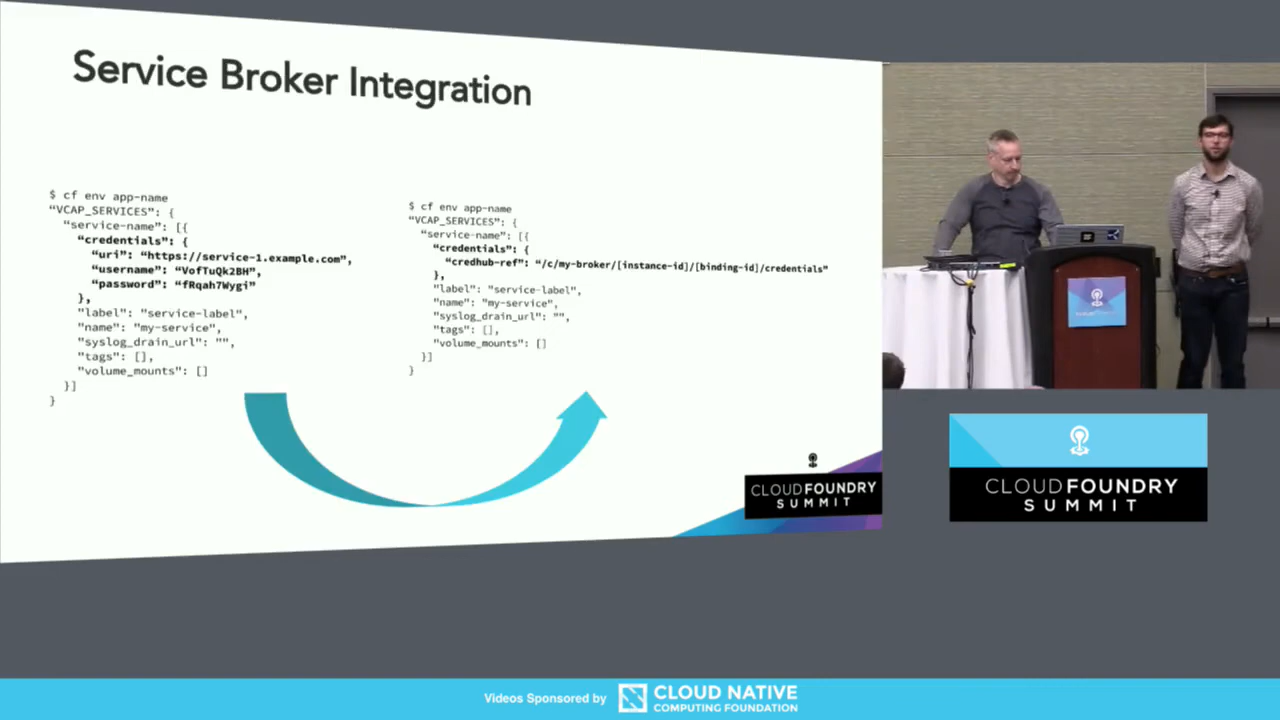 Service Broker Integration
$ cf env app-name
“VCAP_SERVICES”: {
“service-name”: [{
“credentials”: {
“uri”: “https://service-1.example.com”,
“username”: “VofTuQk2BH”,
“password”: “fRqah7Wygi”
},
“label”: “service-label”,
“name”: “my-service”,
“syslog_drain_url”: “”,
“tags”: [],
“volume_mounts”: []
}]
}
$ cf env app-name
“VCAP_SERVICES”: {
“service-name”: [{
“credentials”: {
“credhub-ref”: “/c/my-broker/[instance-id]/[binding-id]/credentials”
},
“label”: “service-label”,
“name”: “my-service”,
“syslog_drain_url”: “”,
“tags”: [],
“volume_mounts”: []
}]
}
CLOUD FOUNDRY
SUMMIT
CLOUD FOUNDRY
SUMMIT
Videos Sponsored by
CLOUD NATIVE
COMPUTING FOUNDATION